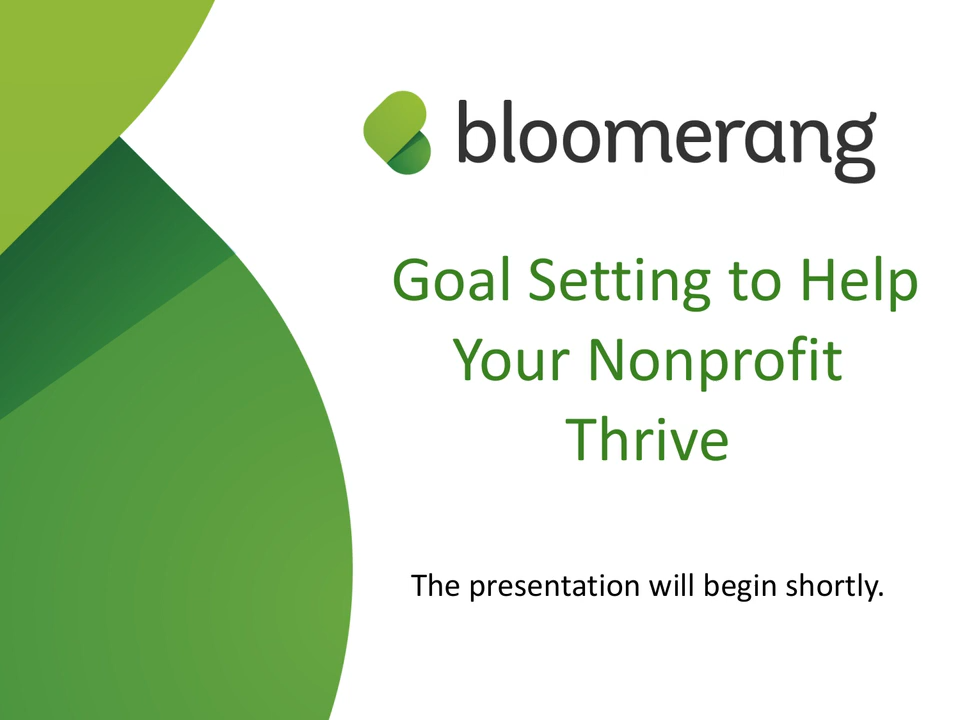 bloomerang
Goal Setting to Help
Your Nonprofit
Thrive
The presentation will begin shortly.